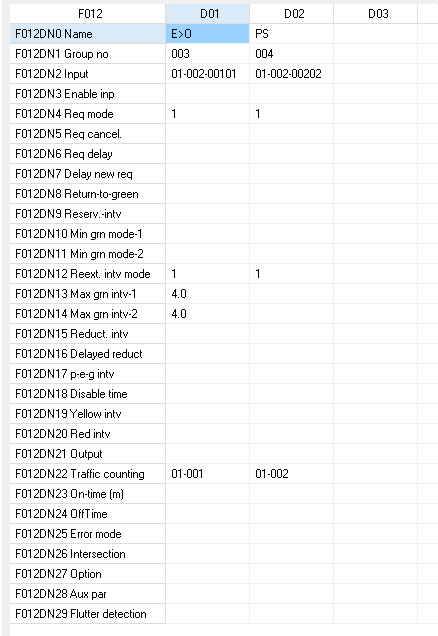 F012 D01 D02 D03
F012DN0 Name E>O PS
F012DN1 Group no 003 004
F012DN2 Input 01-002-00101 01-002-00202
F012DN3 Enable inp
F012DN4 Req mode 1 1
F012DN5 Req cancel.
F012DN6 Req delay
F012DN7 Delay new req
F012DN8 Return-to-green
F012DN9 Reserv.-intv
F012DN10 Min grn mode-1
F012DN11 Min grn mode-2
F012DN12 Reext. intv mode 1 1
F012DN13 Max grn intv-1 4.0
F012DN14 Max grn intv-2 4.0
F012DN15 Reduct. intv
F012DN16 Delayed reduct
F012DN17 p-e-g intv
F012DN18 Disable time
F012DN19 Yellow intv
F012DN20 Red intv
F012DN21 Output
F012DN22 Traffic counting 01-001 01-002
F012DN23 On-time (m)
F012DN24 OffTime
F012DN25 Error mode
F012DN26 Intersection
F012DN27 Option
F012DN28 Aux par
F012DN29 Flutter detection